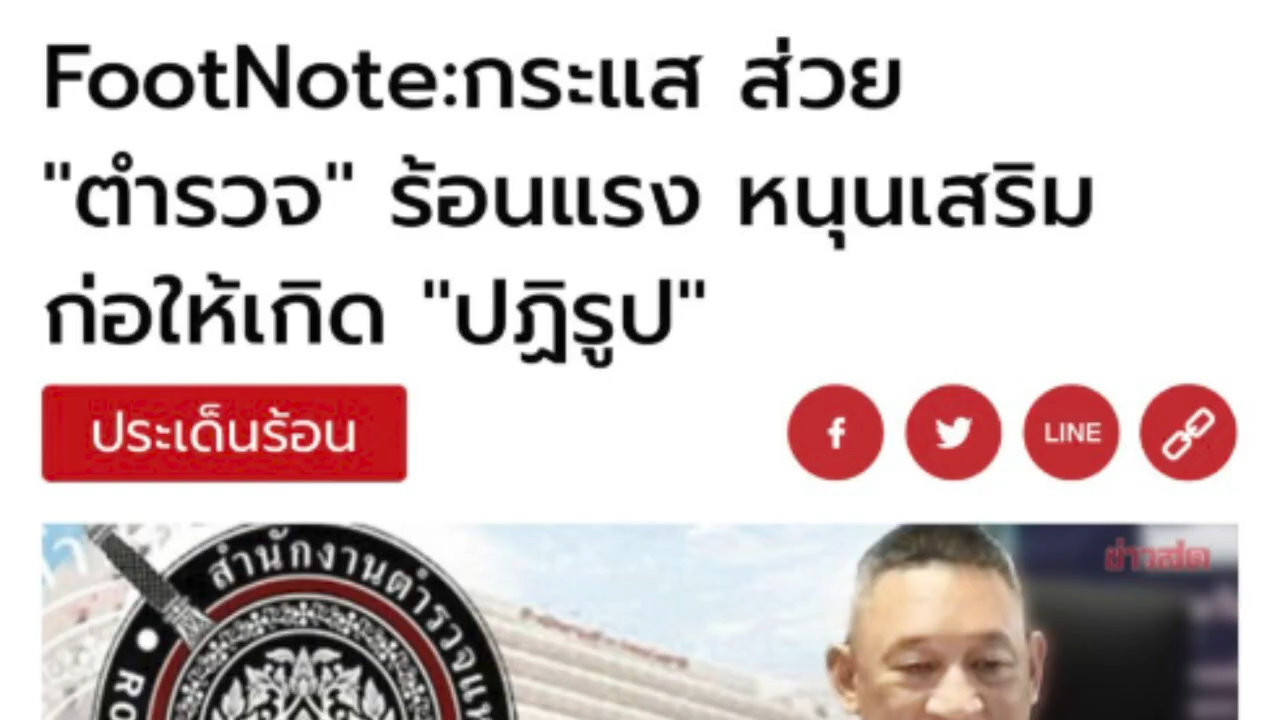 FootNote:กระแส ส่วย
"ตำรวจ" ร้อนแรง หนุนเสริม
ก่อให้เกิด "ปฏิรูป"
ประเด็นร้อน
LINE
ข่าวสด
สำนักงานตำรวจแห
RO